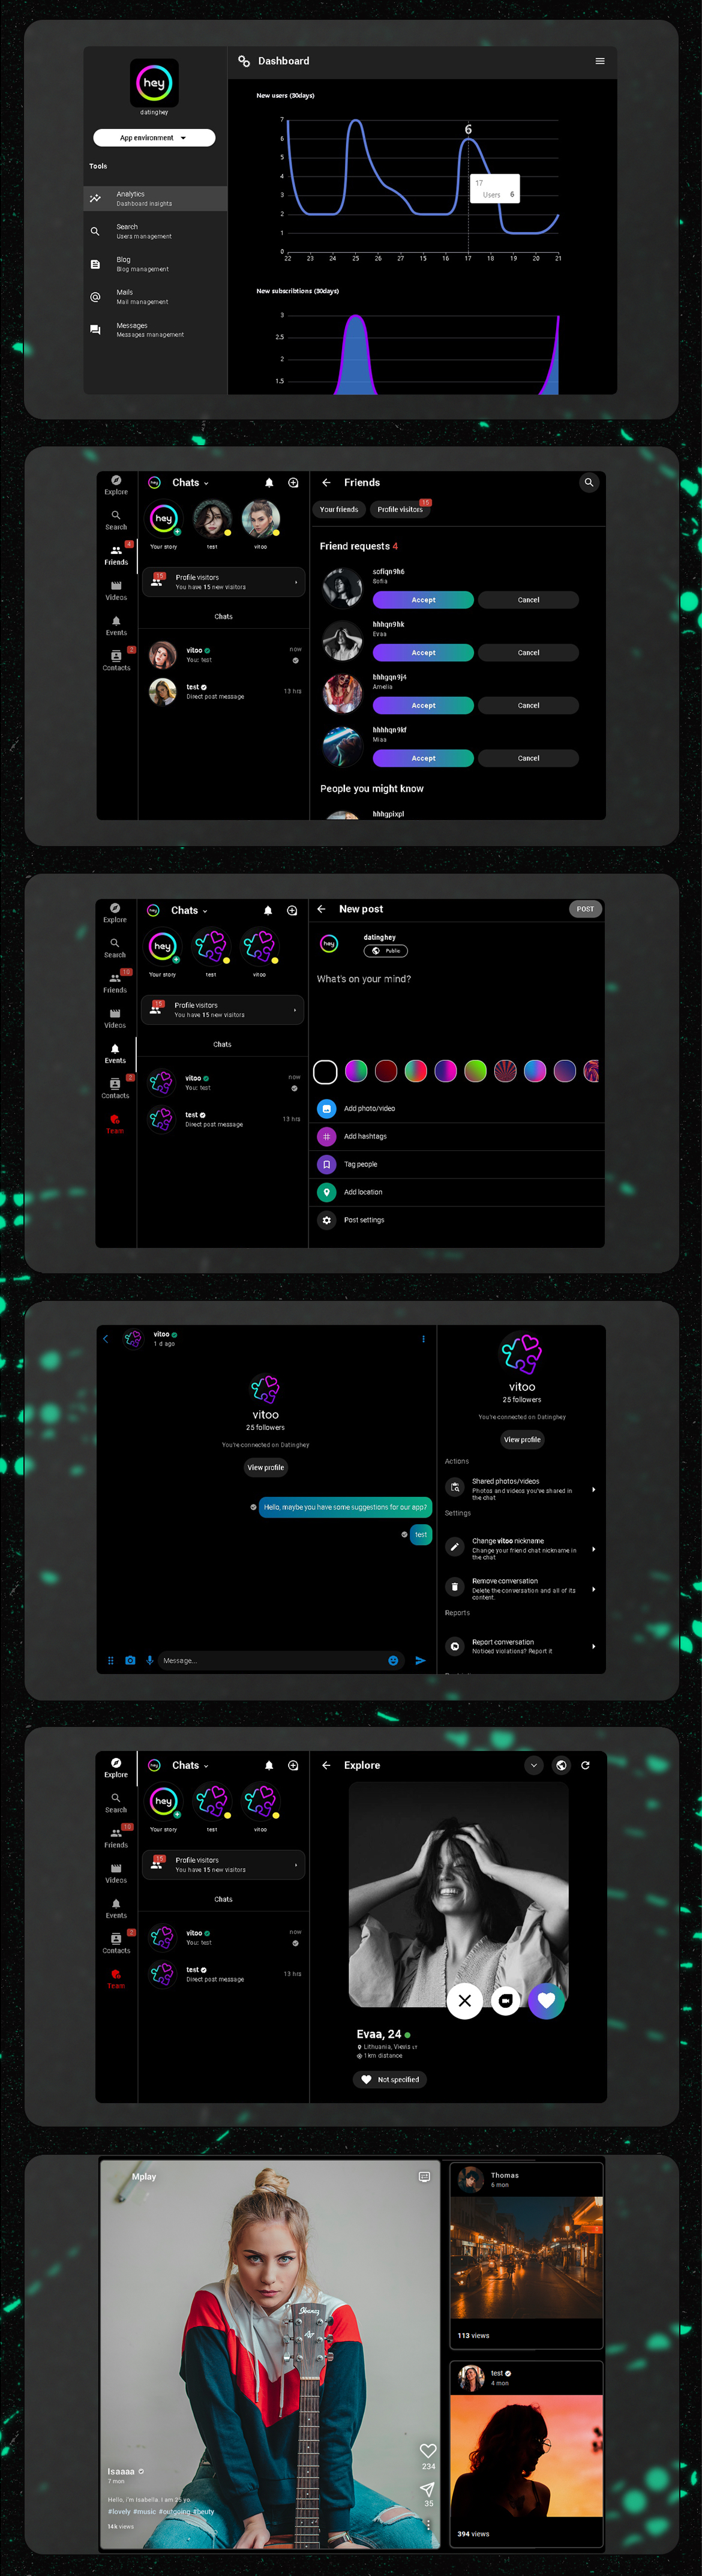 hey
datinghey
App environment
Tools
Analytics
Dashboard insights
Search
Users management
Blog
Blog management
Mails
Mail management
Messages
Messages management
Dashboard
New users (30days)
7
6
5
4
3
2
1
0
22 23 24 25 26 27 15 16 17 18 19 20 21
6
17
Users 6
New subscribtions (30days)
3
2.5
2
1.5
Explore
Search
4
Friends
Videos
Events
2
Contacts
hey
Chats
hey
Your story
test
vitoo
15
Profile visitors
You have 15 new visitors
Chats
vitoo
You: test
now
test
Direct post message
13 hrs
Friends
Your friends
Profile visitors
15
Friend requests 4
sofiqn9h6
Sofia
Accept
Cancel
hhhqn9hk
Evaa
Accept
Cancel
bhhgqn9j4
Amelia
Accept
Cancel
hhhhqn9kf
Miaa
Accept
Cancel
People you might know
hhhgpixpl
Explore
Search
10
Friends
Videos
Events
2
Contacts
Team
hey
Chats
hey
Your story
test
vitoo
15
Profile visitors
You have 15 new visitors
Chats
vitoo
You: test
now
test
Direct post message
13 hrs
New post
POST
hey
datinghey
Public
What's on your mind?
Add photo/video
Add hashtags
Tag people
Add location
Post settings
vitoo
1 d ago
vitoo
25 followers
You're connected on Datinghey
View profile
Hello, maybe you have some suggestions for our app?
test
Message...
vitoo
25 followers
You're connected on Datinghey
View profile
Actions
Shared photos/videos
Photos and videos you've shared in
the chat
Settings
Change vitoo nickname
Change your friend chat nickname in
the chat
Remove conversation
Delete the conversation and all of its
content.
Reports
Report conversation
Noticed violations? Report it
Explore
Search
10
Friends
Videos
Events
2
Contacts
Team
hey
Chats
hey
Your story
test
vitoo
15
Profile visitors
You have 15 new visitors
Chats
vitoo
You: test
now
test
Direct post message
13 hrs
Explore
Evaa, 24
Lithuania, Vievis LT
1 km distance
Not specified
Mplay
Ibanez
Isaaaa
7 mon
Hello, i'm Isabella. I am 23 yo.
#lovely #music #outgoing #beuty
14k views
234
35
Thomas
6 mon
113 views
test
4 mon
394 views